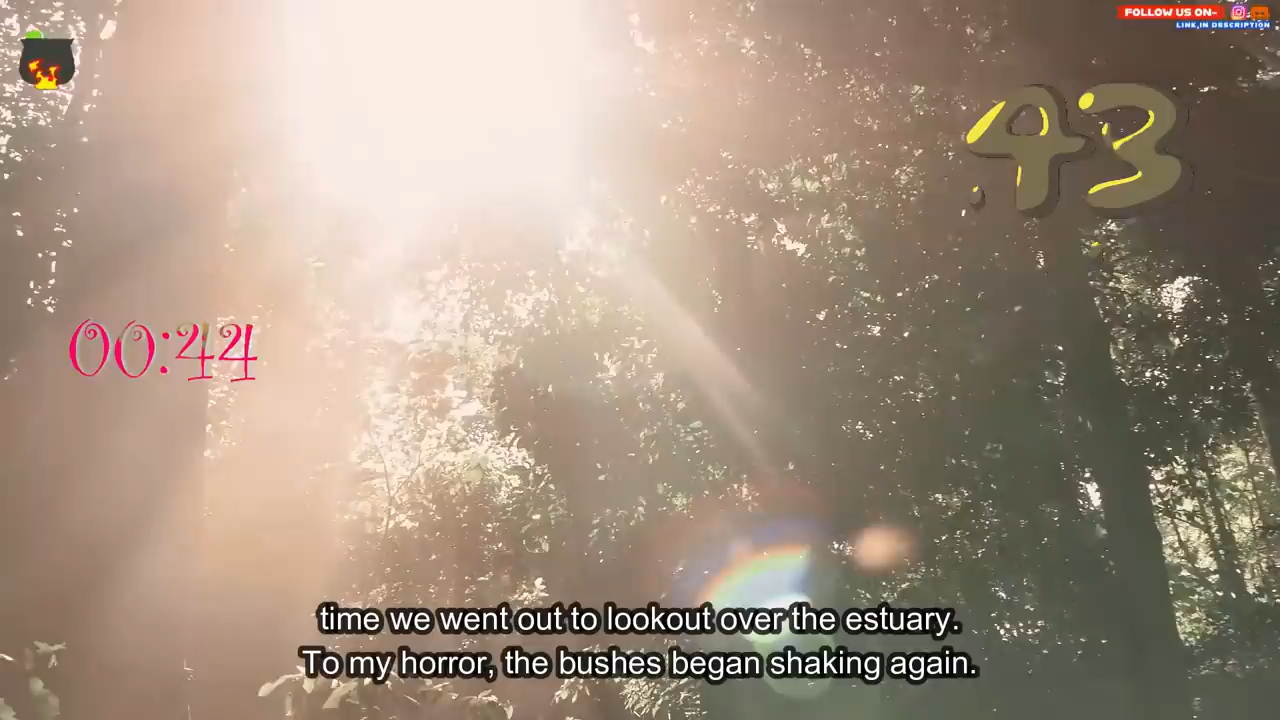 FOLLOW US ON-
LINK,IN DESCRIPTION
.43
00:44
time we went out to lookout over the estuary.
To my horror, the bushes began shaking again.